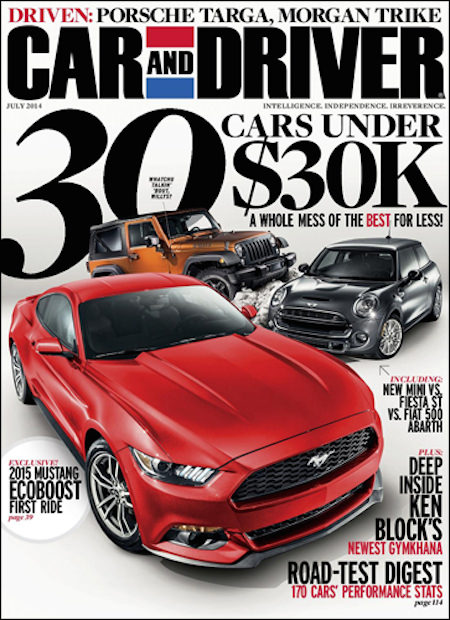 DRIVEN: PORSCHE TARGA, MORGAN TRIKE
CAR AND DRIVER
JULY 2014
INTELLIGENCE. INDEPENDENCE. IRREVERENCE.
30 CARS UNDER
$30K
A WHOLE MESS OF THE BEST FOR LESS!
WHATCHU
TALKIN'
'BOUT,
WILLYS?
INCLUDING:
NEW MINI VS.
FIESTA ST
VS. FIAT 500
ABARTH
EXCLUSIVE!
2015 MUSTANG
ECOBOOST
FIRST RIDE
page 39
PLUS:
DEEP
INSIDE
KEN
BLOCK'S
NEWEST GYMKHANA
ROAD-TEST DIGEST
170 CARS' PERFORMANCE STATS
page 114